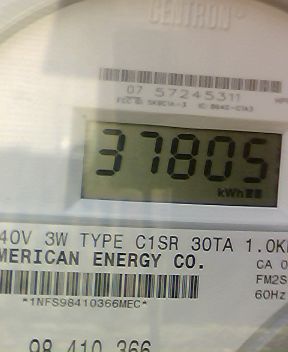 CENTRON®
07 57245311
37805
kWh
40V 3W TYPE C1SR 30TA 1.0K
MERICAN ENERGY CO.
CA 0
FM2S
60Hz
*1NFS98410366MEC*
98 410 366